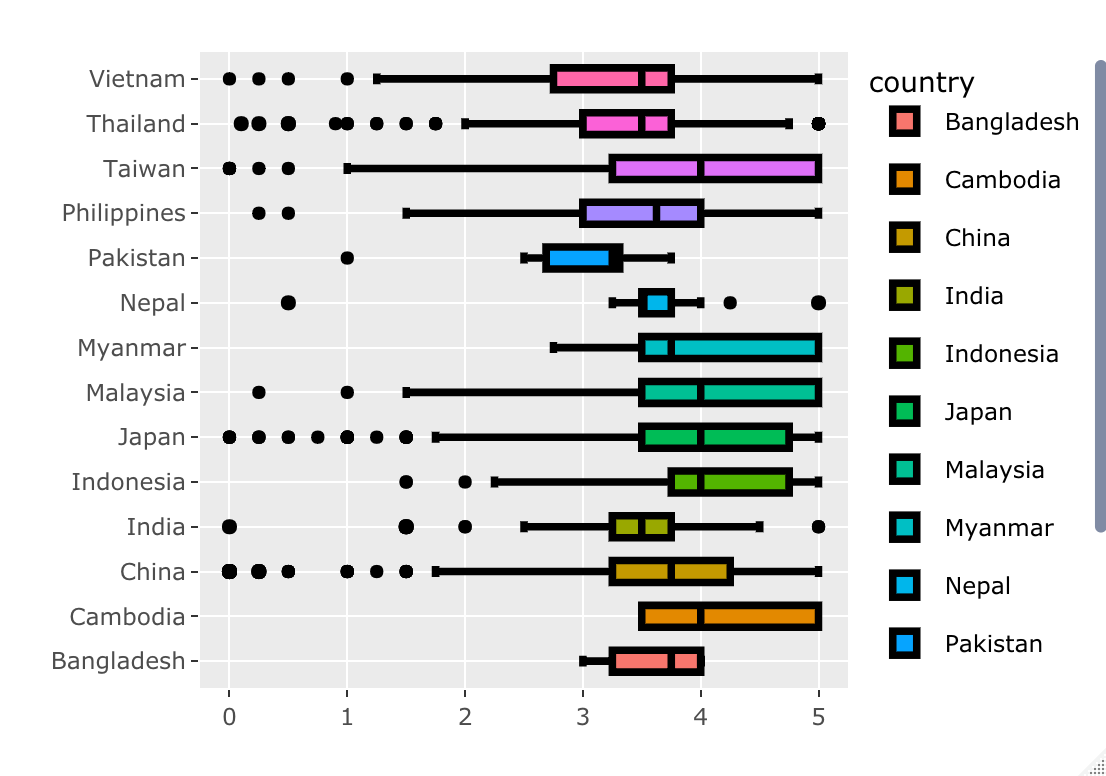 Vietnam
Thailand
Taiwan
Philippines
Pakistan
Nepal
Myanmar
Malaysia
Japan
Indonesia
India
China
Cambodia
Bangladesh
0 1 2 3 4 5
country
Bangladesh
Cambodia
China
India
Indonesia
Japan
Malaysia
Myanmar
Nepal
Pakistan